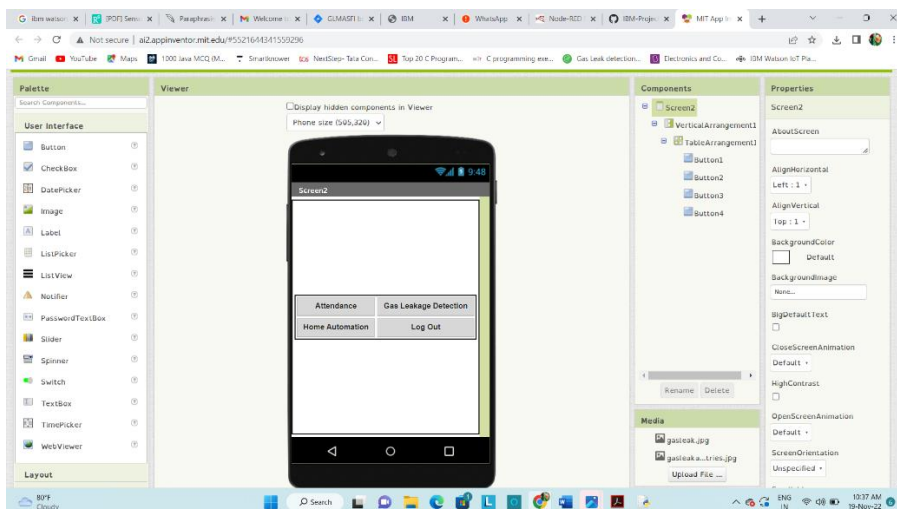 G ibm watson
[PDF] Sens
Paraphrasin
M Welcome
GLMASFI
IBM
WhatsApp
Node-RED
IBM-Projec
MIT App In
Not secure | ai2.appinventor.mit.edu/#5521644341559296
Gmail YouTube Maps 1000 Java MCQ (M... Smartknower NextStep- Tata Con... Top 20 C Program... C programming exe... Gas Leak detection... Electronics and Co... IBM Watson IoT Pla...
Palette
Search Components...
User Interface
Button
CheckBox
DatePicker
Image
Label
ListPicker
ListView
Notifier
PasswordTextBox
Slider
Spinner
Switch
TextBox
TimePicker
WebViewer
Layout
Viewer
Display hidden components in Viewer
Phone size (505,320)
9:48
Screen2
Attendance Gas Leakage Detection
Home Automation Log Out
Components
Screen2
VerticalArrangement1
TableArrangement1
Button1
Button2
Button3
Button4
Rename Delete
Media
gasleak.jpg
gasleaka...tries.jpg
Upload File ...
Properties
Screen2
AboutScreen
AlignHorizontal
Left : 1
AlignVertical
Top : 1
BackgroundColor
Default
BackgroundImage
None...
BigDefaultText
CloseScreenAnimation
Default
HighContrast
OpenScreenAnimation
Default
ScreenOrientation
Unspecified
80°F
Cloudy
Search
ENG
IN
10:37 AM
19-Nov-22